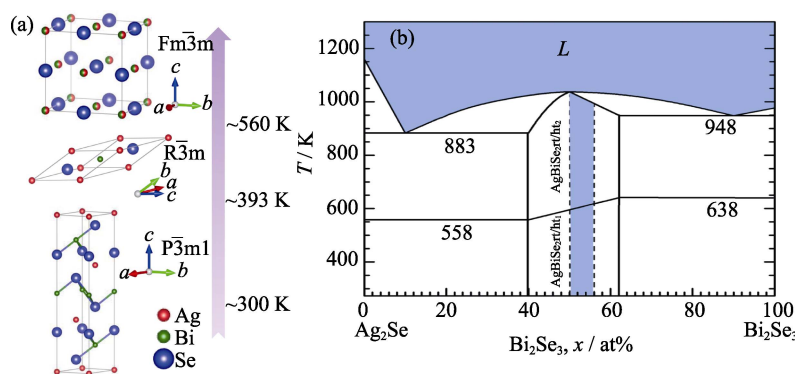 (a)
Fm3̄m
c
a
b
~560 K
R3̄m
b
a
c
~393 K
P3̄m1
c
a
b
~300 K
Ag
Bi
Se
(b)
L
1200
1000
800
600
400
T / K
883
948
558
638
AgBiSe₂rt/ht₂
AgBiSe₂rt/ht₁
0 20 40 60 80 100
Ag₂Se
Bi₂Se₃, x / at%
Bi₂Se₃